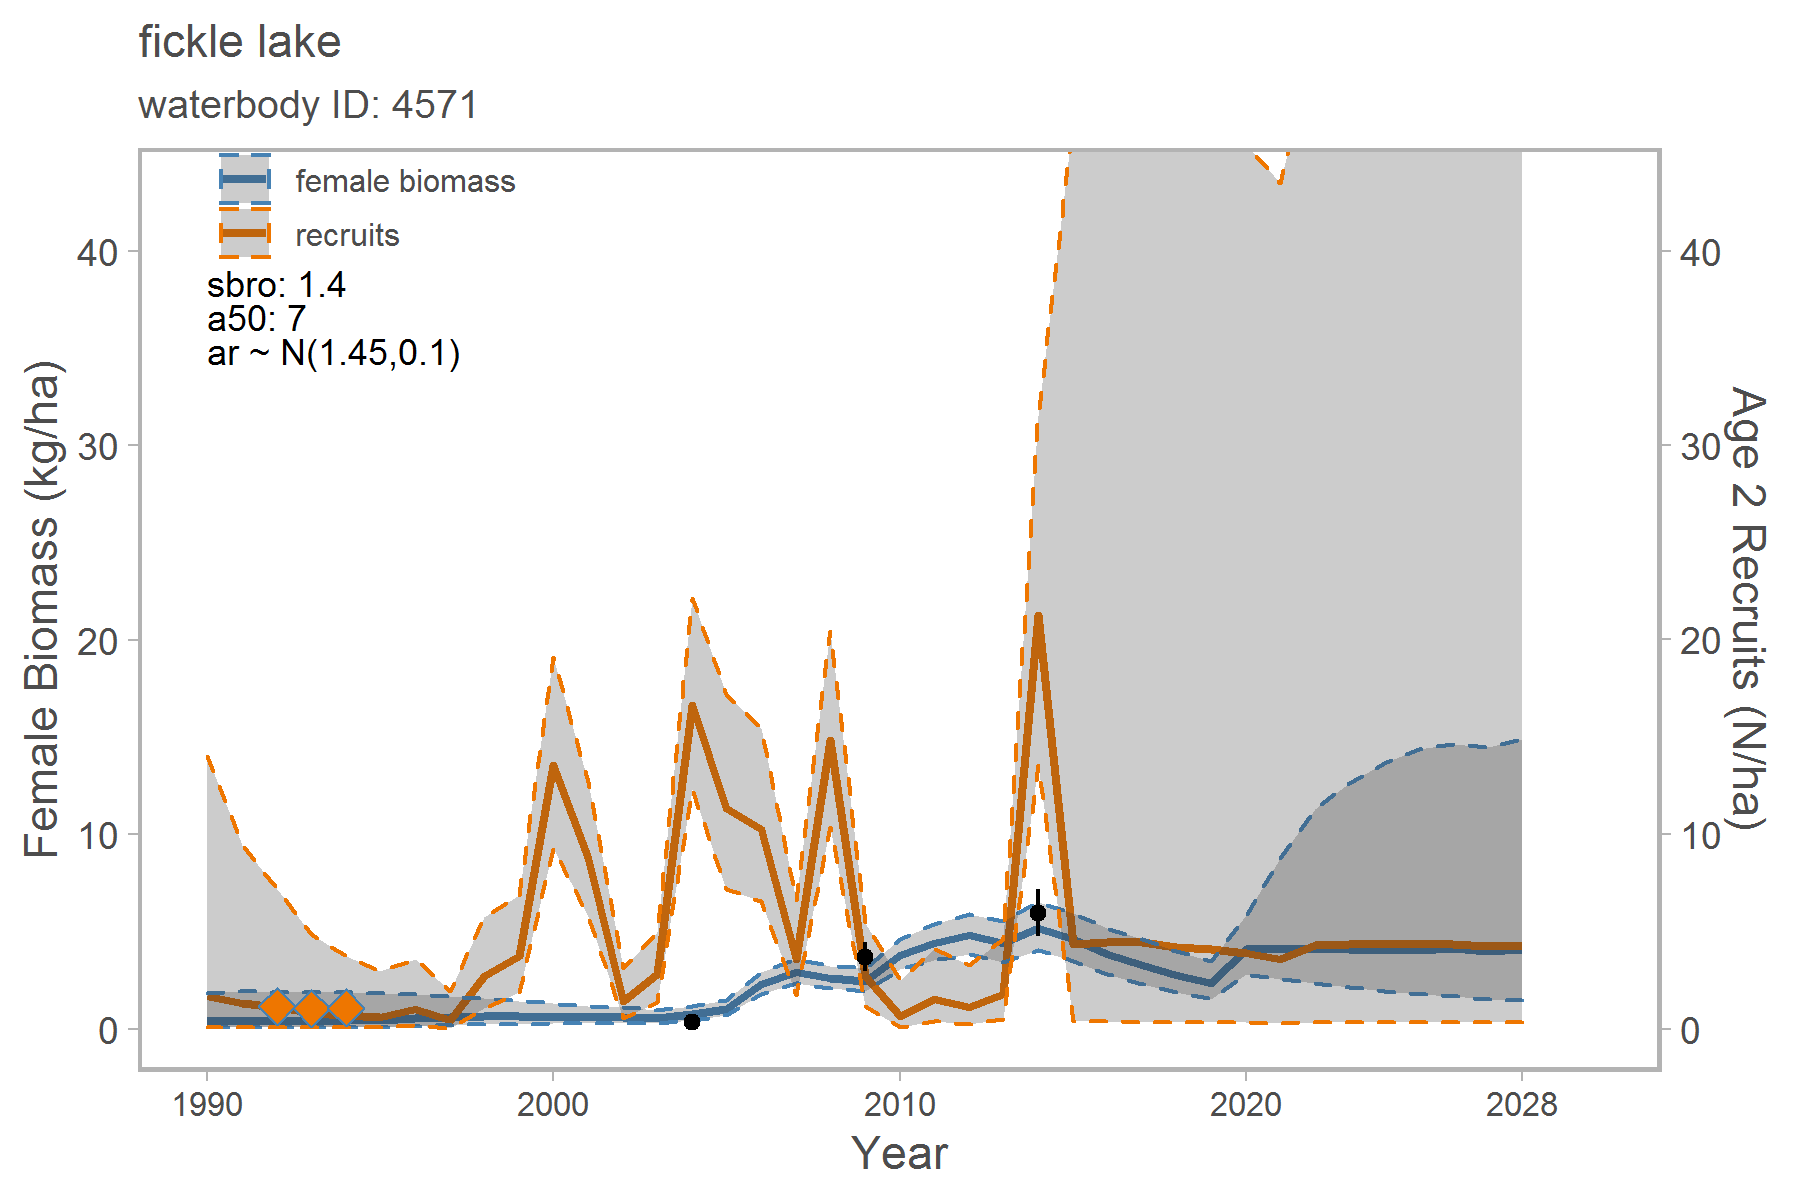 fickle lake
waterbody ID: 4571
female biomass
recruits
sbro: 1.4
a50: 7
ar ~ N(1.45,0.1)
Female Biomass (kg/ha)
40
30
20
10
0
40
30
20
10
0
Age 2 Recruits (N/ha)
1990 2000 2010 2020 2028
Year